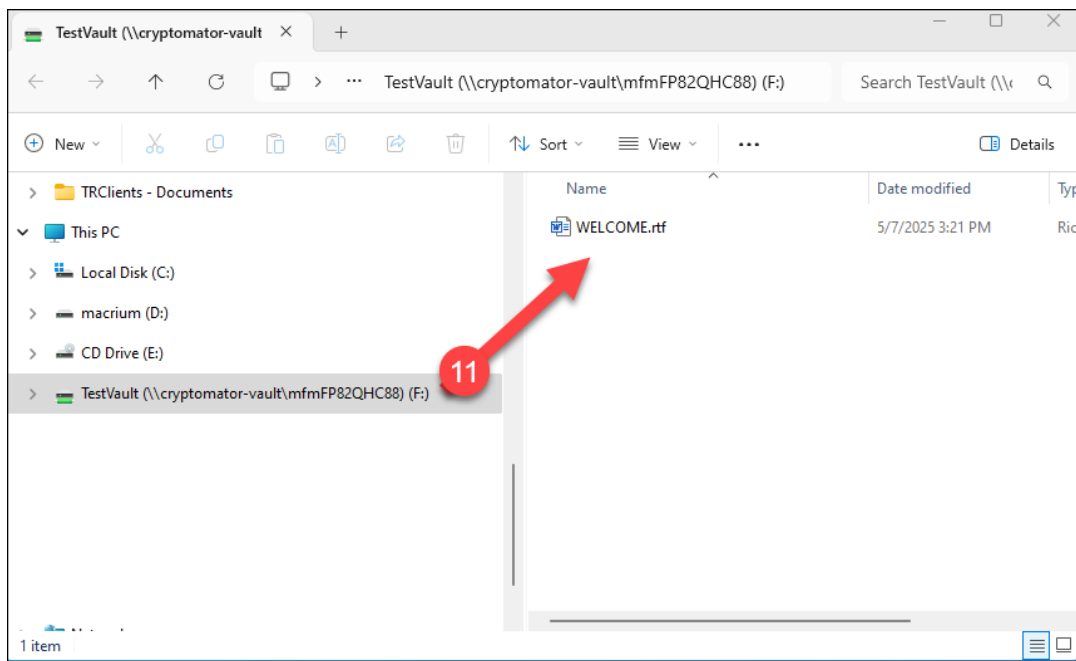 TestVault (\\cryptomator-vault
TestVault (\\cryptomator-vault\mfmFP82QHC88) (F:)
Search TestVault (\\c
New
Sort
View
Details
TRClients - Documents
This PC
Local Disk (C:)
macrium (D:)
CD Drive (E:)
TestVault (\\cryptomator-vault\mfmFP82QHC88) (F:)
Name
Date modified
Typ
WELCOME.rtf
5/7/2025 3:21 PM
Ric
11
1 item